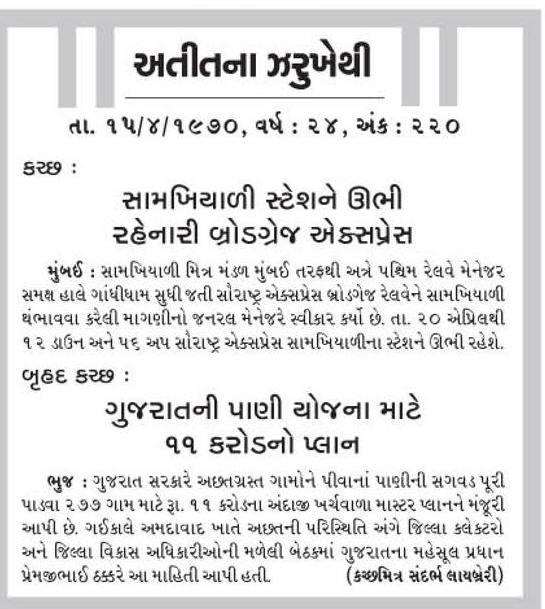 અતીતના ઝરુખેથી
તા. ૧૫/૪/૧૯૭૦, વર્ષ : ૨૪, અંક : ૨૨૦
કચ્છ :
સામખિયાળી સ્ટેશને ઊભી
રહેનારી બ્રોડગ્રેજ એક્સપ્રેસ
મુંબઈ : સામખિયાળી મિત્ર મંડળ મુંબઈ તરફથી અત્રે પશ્ચિમ રેલવે મેનેજર
સમક્ષ હાલે ગાંધીધામ સુધી જતી સૌરાષ્ટ્ર એક્સપ્રેસ બ્રોડગેજ રેલવેને સામખિયાળી
થંભાવવા કરેલી માગણીનો જનરલ મેનેજરે સ્વીકાર કર્યો છે. તા. ૨૦ એપ્રિલથી
૧૨ ડાઉન અને ૫૬ અપ સૌરાષ્ટ્ર એક્સપ્રેસ સામખિયાળીના સ્ટેશને ઊભી રહેશે.
બૃહદ કચ્છ :
ગુજરાતની પાણી યોજના માટે
૧૧ કરોડનો પ્લાન
ભુજ : ગુજરાત સરકારે અછતગ્રસ્ત ગામોને પીવાનાં પાણીની સગવડ પૂરી
પાડવા ૨૭૭ ગામ માટે રૂા. ૧૧ કરોડના અંદાજી ખર્ચવાળા માસ્ટર પ્લાનને મંજૂરી
આપી છે. ગઈકાલે અમદાવાદ ખાતે અછતની પરિસ્થિતિ અંગે જિલ્લા કલેક્ટરો
અને જિલ્લા વિકાસ અધિકારીઓની મળેલી બેઠકમાં ગુજરાતના મહેસૂલ પ્રધાન
પ્રેમજીભાઈ ઠક્કરે આ માહિતી આપી હતી. (કચ્છમિત્ર સંદર્ભ લાયબ્રેરી)